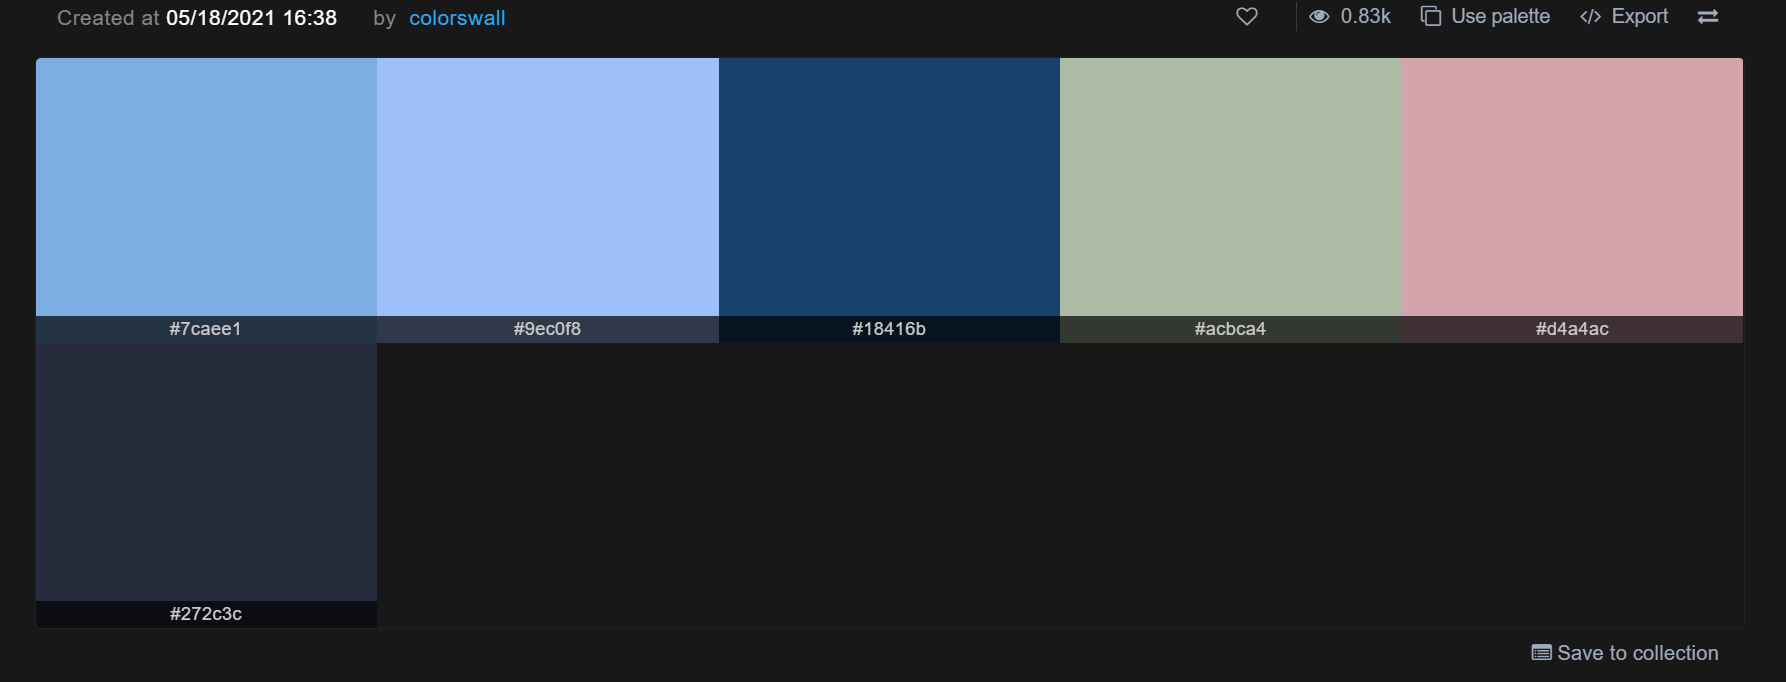 Created at 05/18/2021 16:38 by colorswall 0.83k Use palette </> Export
#7caee1 #9ec0f8 #18416b #acbca4 #d4a4ac
#272c3c
Save to collection